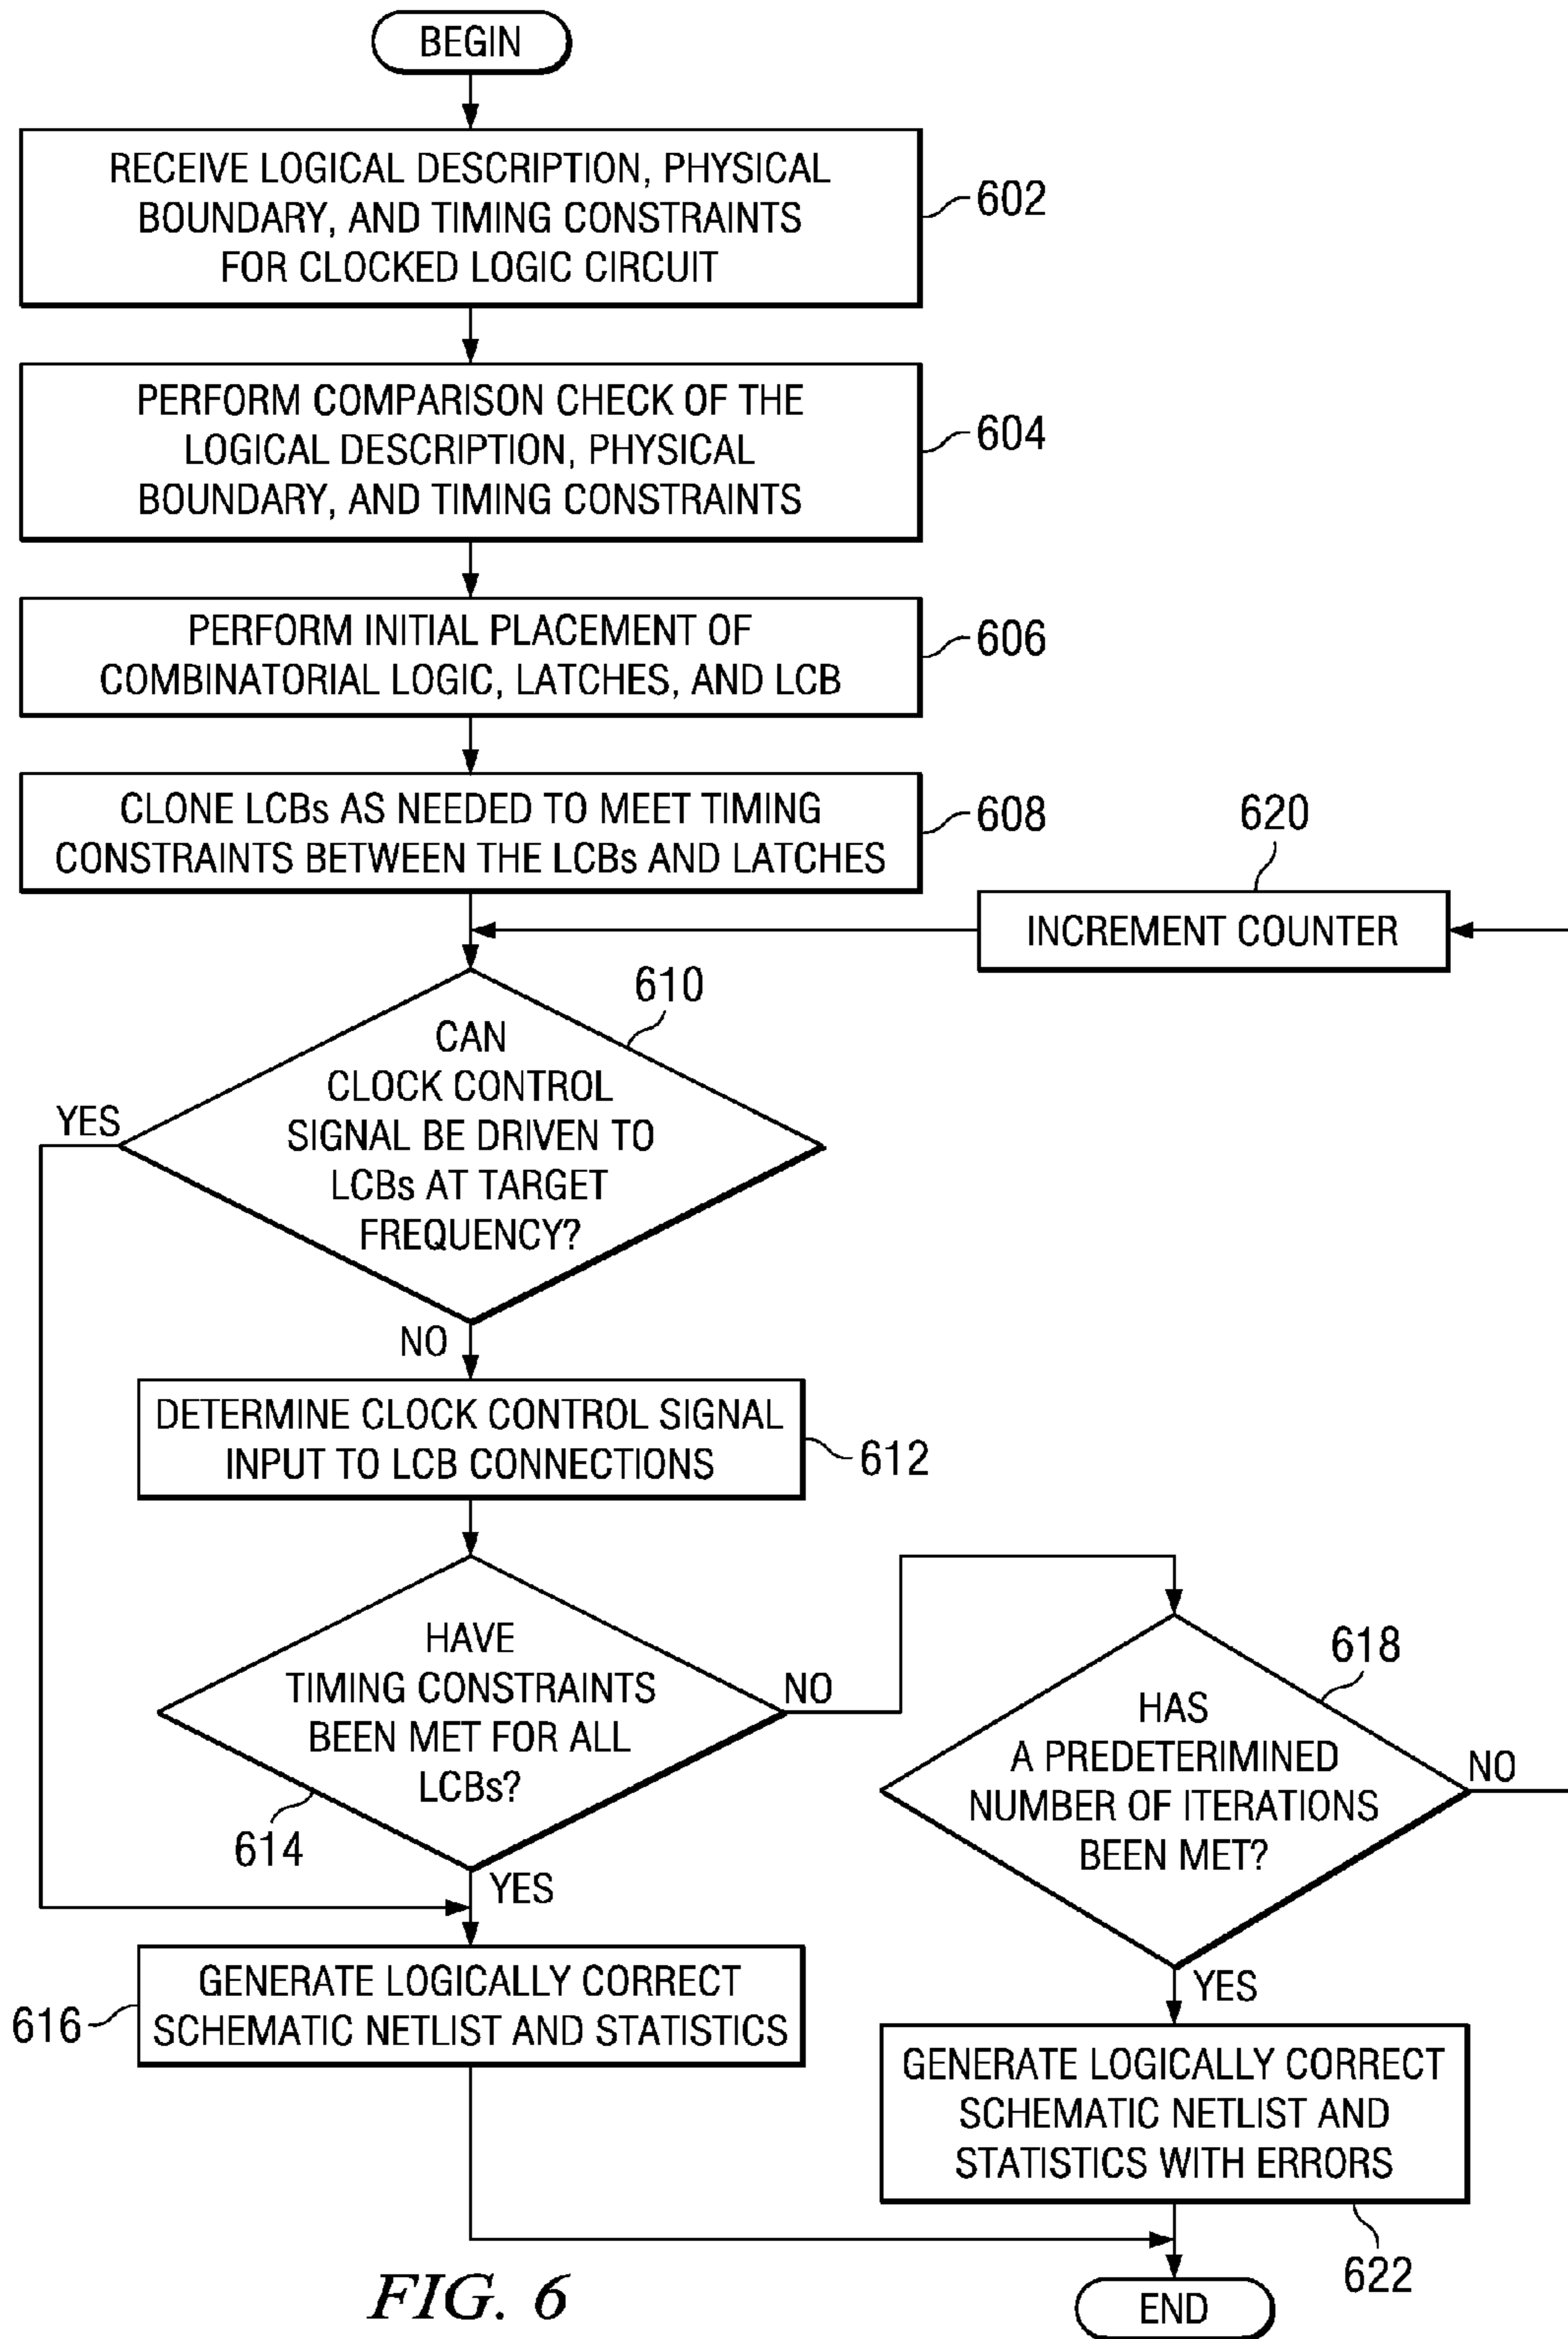 BEGIN
RECEIVE LOGICAL DESCRIPTION, PHYSICAL
BOUNDARY, AND TIMING CONSTRAINTS
FOR CLOCKED LOGIC CIRCUIT
602
PERFORM COMPARISON CHECK OF THE
LOGICAL DESCRIPTION, PHYSICAL
BOUNDARY, AND TIMING CONSTRAINTS
604
PERFORM INITIAL PLACEMENT OF
COMBINATORIAL LOGIC, LATCHES, AND LCB
606
CLONE LCBs AS NEEDED TO MEET TIMING
CONSTRAINTS BETWEEN THE LCBs AND LATCHES
608
620
INCREMENT COUNTER
610
CAN
CLOCK CONTROL
SIGNAL BE DRIVEN TO
LCBs AT TARGET
FREQUENCY?
YES
NO
DETERMINE CLOCK CONTROL SIGNAL
INPUT TO LCB CONNECTIONS
612
HAVE
TIMING CONSTRAINTS
BEEN MET FOR ALL
LCBs?
614
NO
YES
618
HAS
A PREDETERIMINED
NUMBER OF ITERATIONS
BEEN MET?
NO
YES
GENERATE LOGICALLY CORRECT
SCHEMATIC NETLIST AND STATISTICS
616
GENERATE LOGICALLY CORRECT
SCHEMATIC NETLIST AND
STATISTICS WITH ERRORS
622
END
FIG. 6